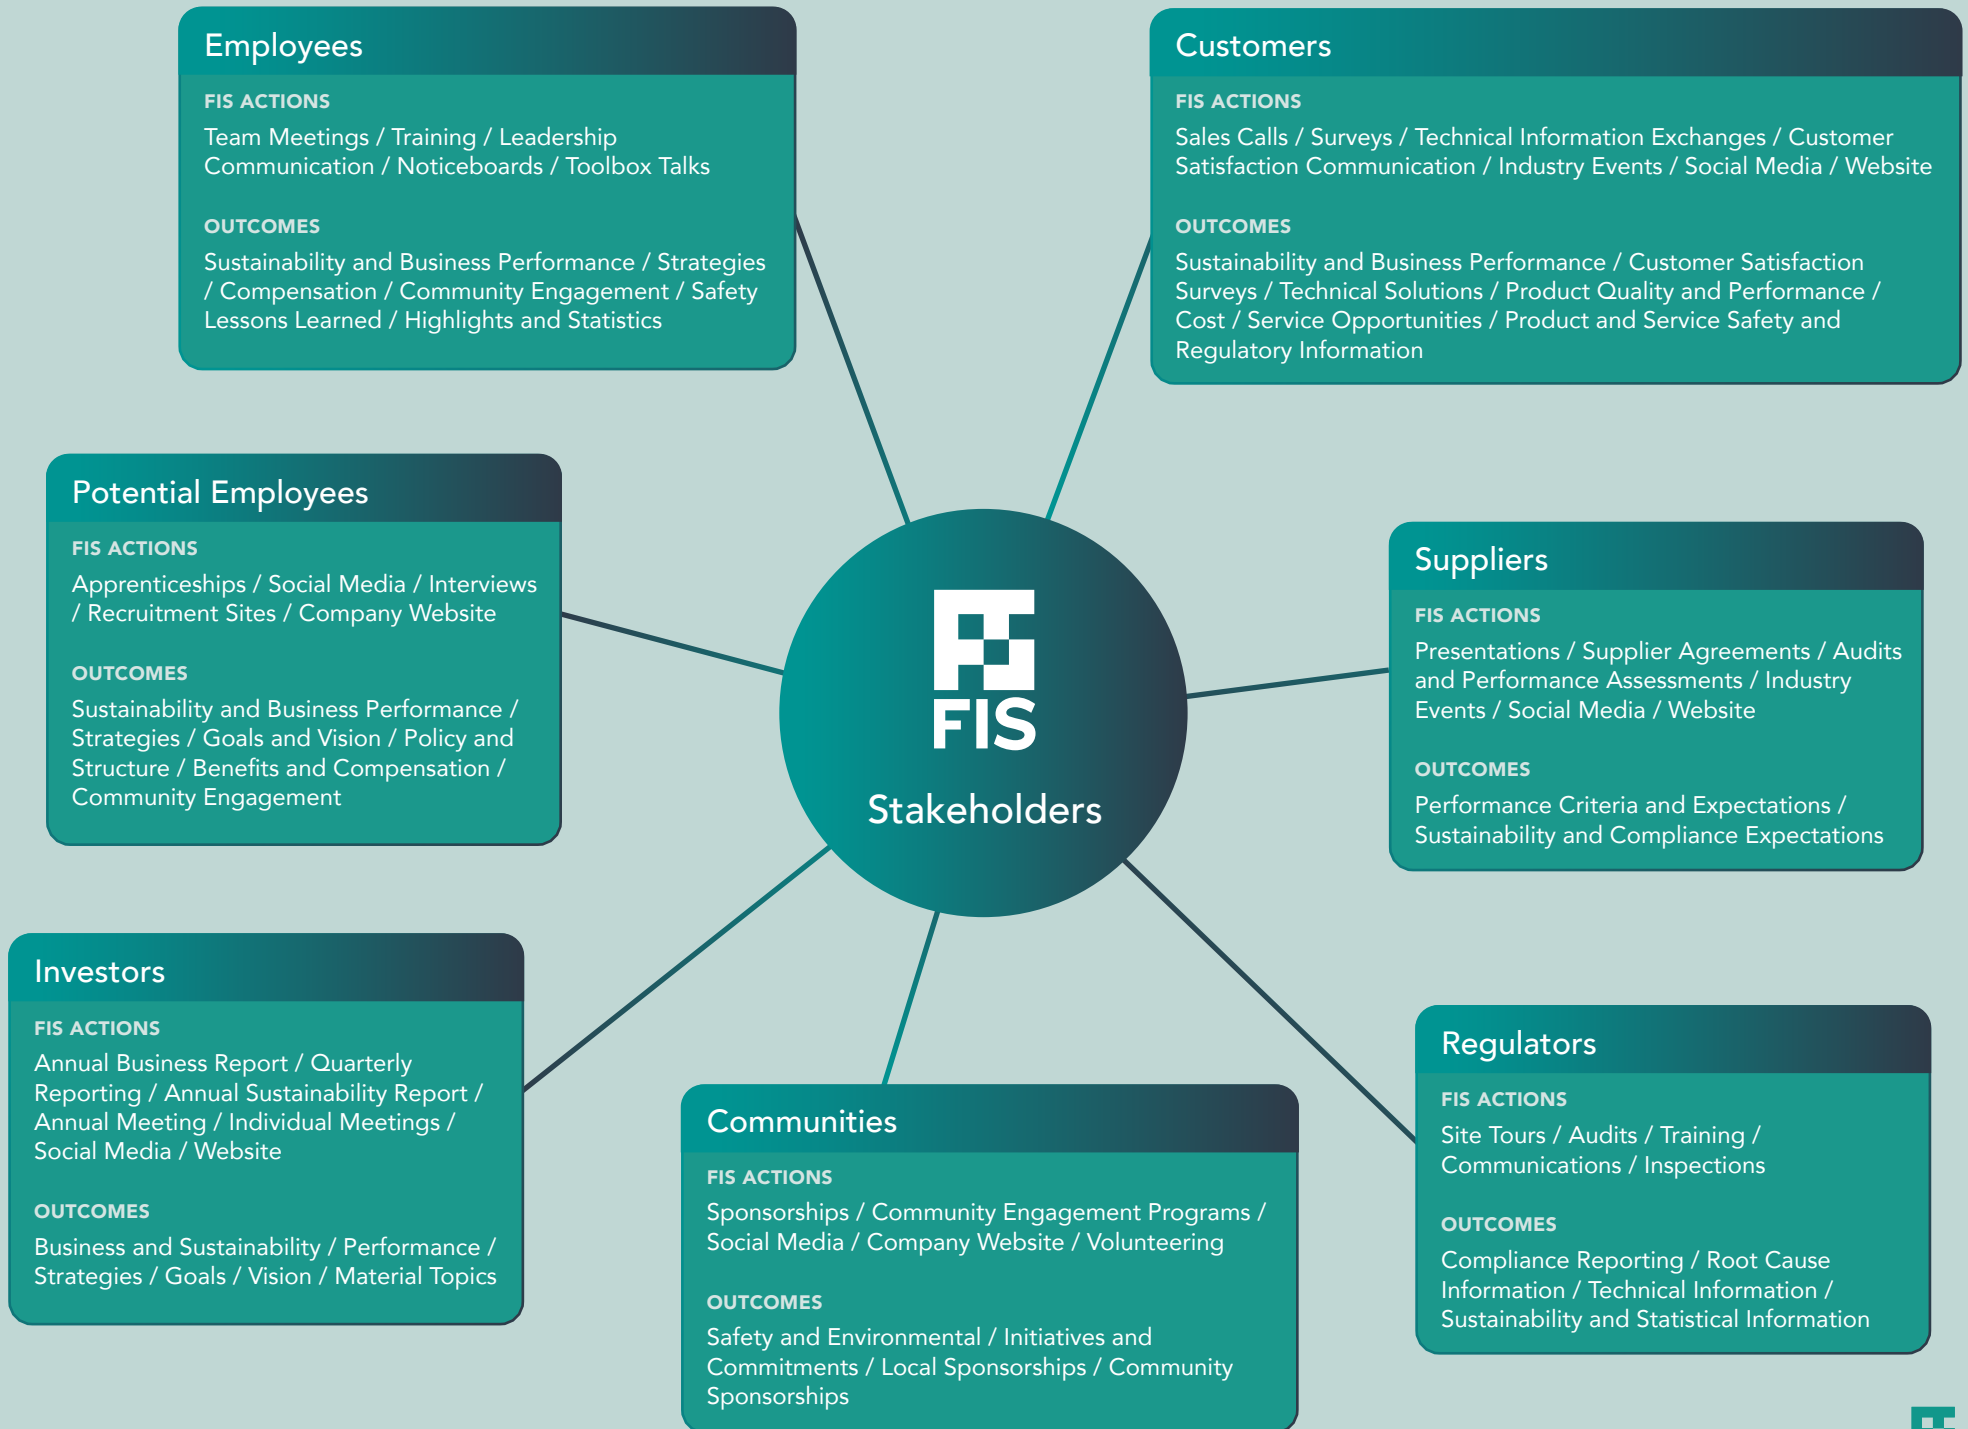 Employees
FIS ACTIONS
Team Meetings / Training / Leadership
Communication / Noticeboards / Toolbox Talks
OUTCOMES
Sustainability and Business Performance / Strategies
/ Compensation / Community Engagement / Safety
Lessons Learned / Highlights and Statistics
Customers
FIS ACTIONS
Sales Calls / Surveys / Technical Information Exchanges / Customer
Satisfaction Communication / Industry Events / Social Media / Website
OUTCOMES
Sustainability and Business Performance / Customer Satisfaction
Surveys / Technical Solutions / Product Quality and Performance /
Cost / Service Opportunities / Product and Service Safety and
Regulatory Information
Potential Employees
FIS ACTIONS
Apprenticeships / Social Media / Interviews
/ Recruitment Sites / Company Website
OUTCOMES
Sustainability and Business Performance /
Strategies / Goals and Vision / Policy and
Structure / Benefits and Compensation /
Community Engagement
FIS
Stakeholders
Suppliers
FIS ACTIONS
Presentations / Supplier Agreements / Audits
and Performance Assessments / Industry
Events / Social Media / Website
OUTCOMES
Performance Criteria and Expectations /
Sustainability and Compliance Expectations
Investors
FIS ACTIONS
Annual Business Report / Quarterly
Reporting / Annual Sustainability Report /
Annual Meeting / Individual Meetings /
Social Media / Website
OUTCOMES
Business and Sustainability / Performance /
Strategies / Goals / Vision / Material Topics
Communities
FIS ACTIONS
Sponsorships / Community Engagement Programs /
Social Media / Company Website / Volunteering
OUTCOMES
Safety and Environmental / Initiatives and
Commitments / Local Sponsorships / Community
Sponsorships
Regulators
FIS ACTIONS
Site Tours / Audits / Training /
Communications / Inspections
OUTCOMES
Compliance Reporting / Root Cause
Information / Technical Information /
Sustainability and Statistical Information